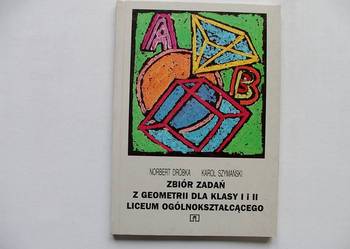 A
B
NORBERT DRÓBKA KAROL SZYMAŃSKI
ZBIÓR ZADAŃ
Z GEOMETRII DLA KLASY I i II
LICEUM OGÓLNOKSZTAŁCĄCEGO